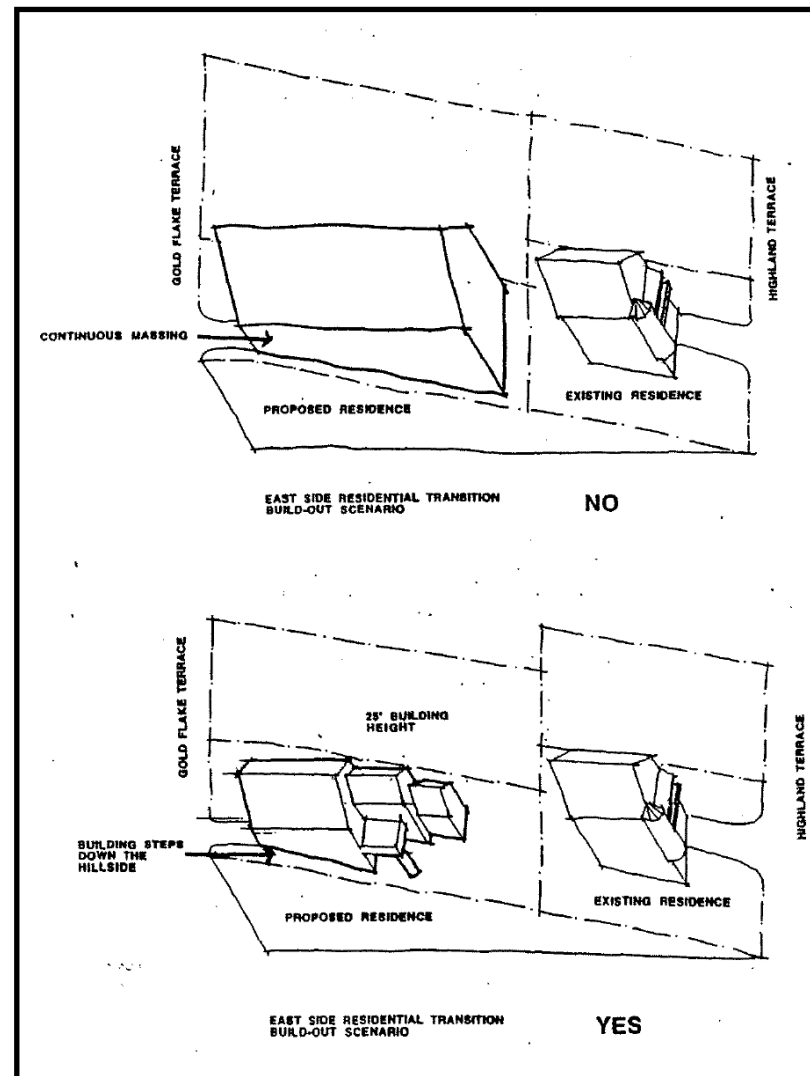 GOLD FLAKE TERRACE
HIGHLAND TERRACE
CONTINUOUS MASSING
PROPOSED RESIDENCE
EXISTING RESIDENCE
EAST SIDE RESIDENTIAL TRANSITION
BUILD-OUT SCENARIO
NO
GOLD FLAKE TERRACE
25' BUILDING
HEIGHT
HIGHLAND TERRACE
BUILDING STEPS
DOWN THE
HILLSIDE
PROPOSED RESIDENCE
EXISTING RESIDENCE
EAST SIDE RESIDENTIAL TRANSITION
BUILD-OUT SCENARIO
YES